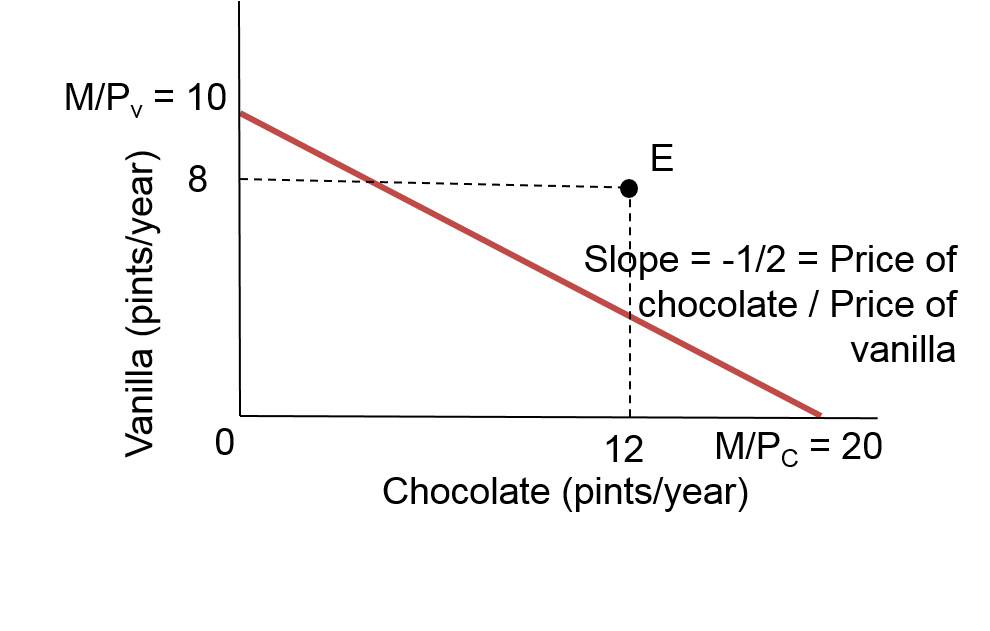 M/Pv = 10
8
E
Vanilla (pints/year)
Slope = -1/2 = Price of
chocolate / Price of
vanilla
0
12
M/PC = 20
Chocolate (pints/year)